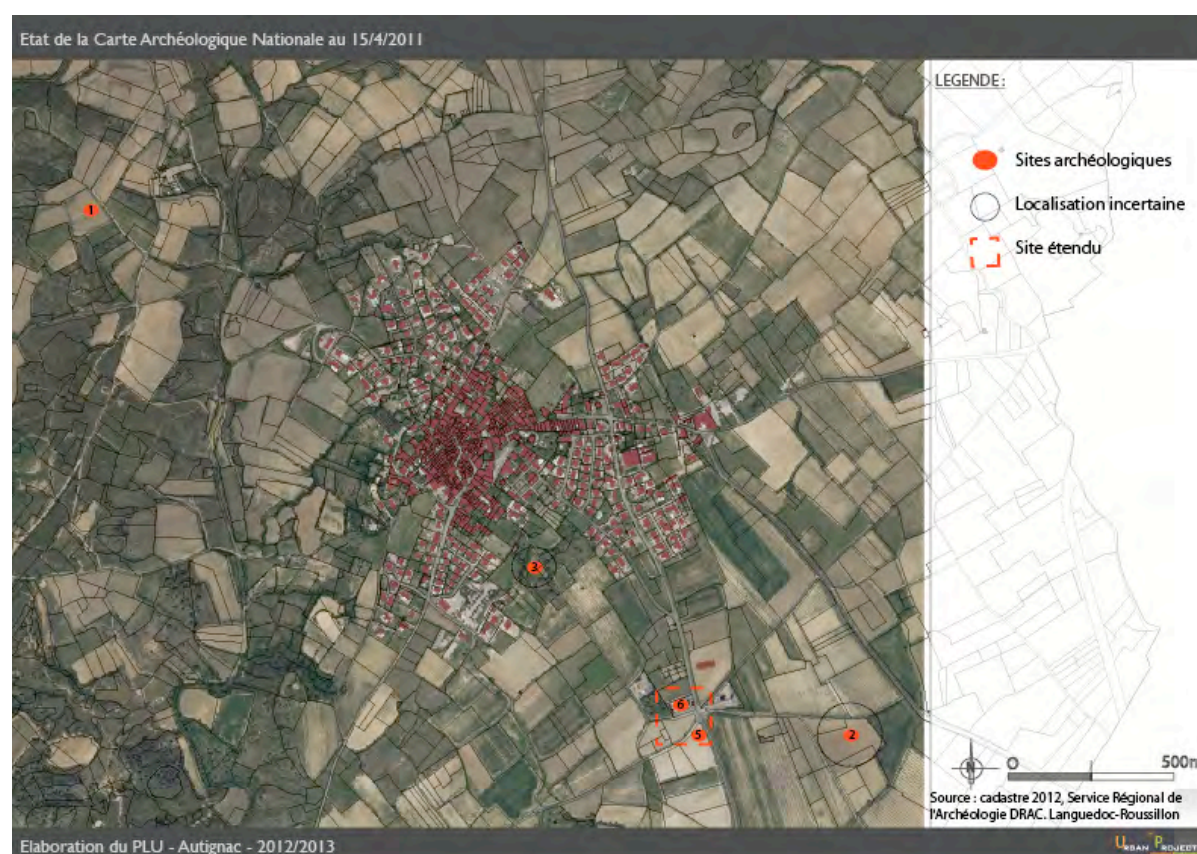 Etat de la Carte Archéologique Nationale au 15/4/2011
LEGENDE :
Sites archéologiques
Localisation incertaine
Site étendu
1
3
6
5
2
N
0
500m
Source : cadastre 2012, Service Régional de
l'Archéologie DRAC. Languedoc-Roussillon
Elaboration du PLU - Autignac - 2012/2013
URBAN PROJECT